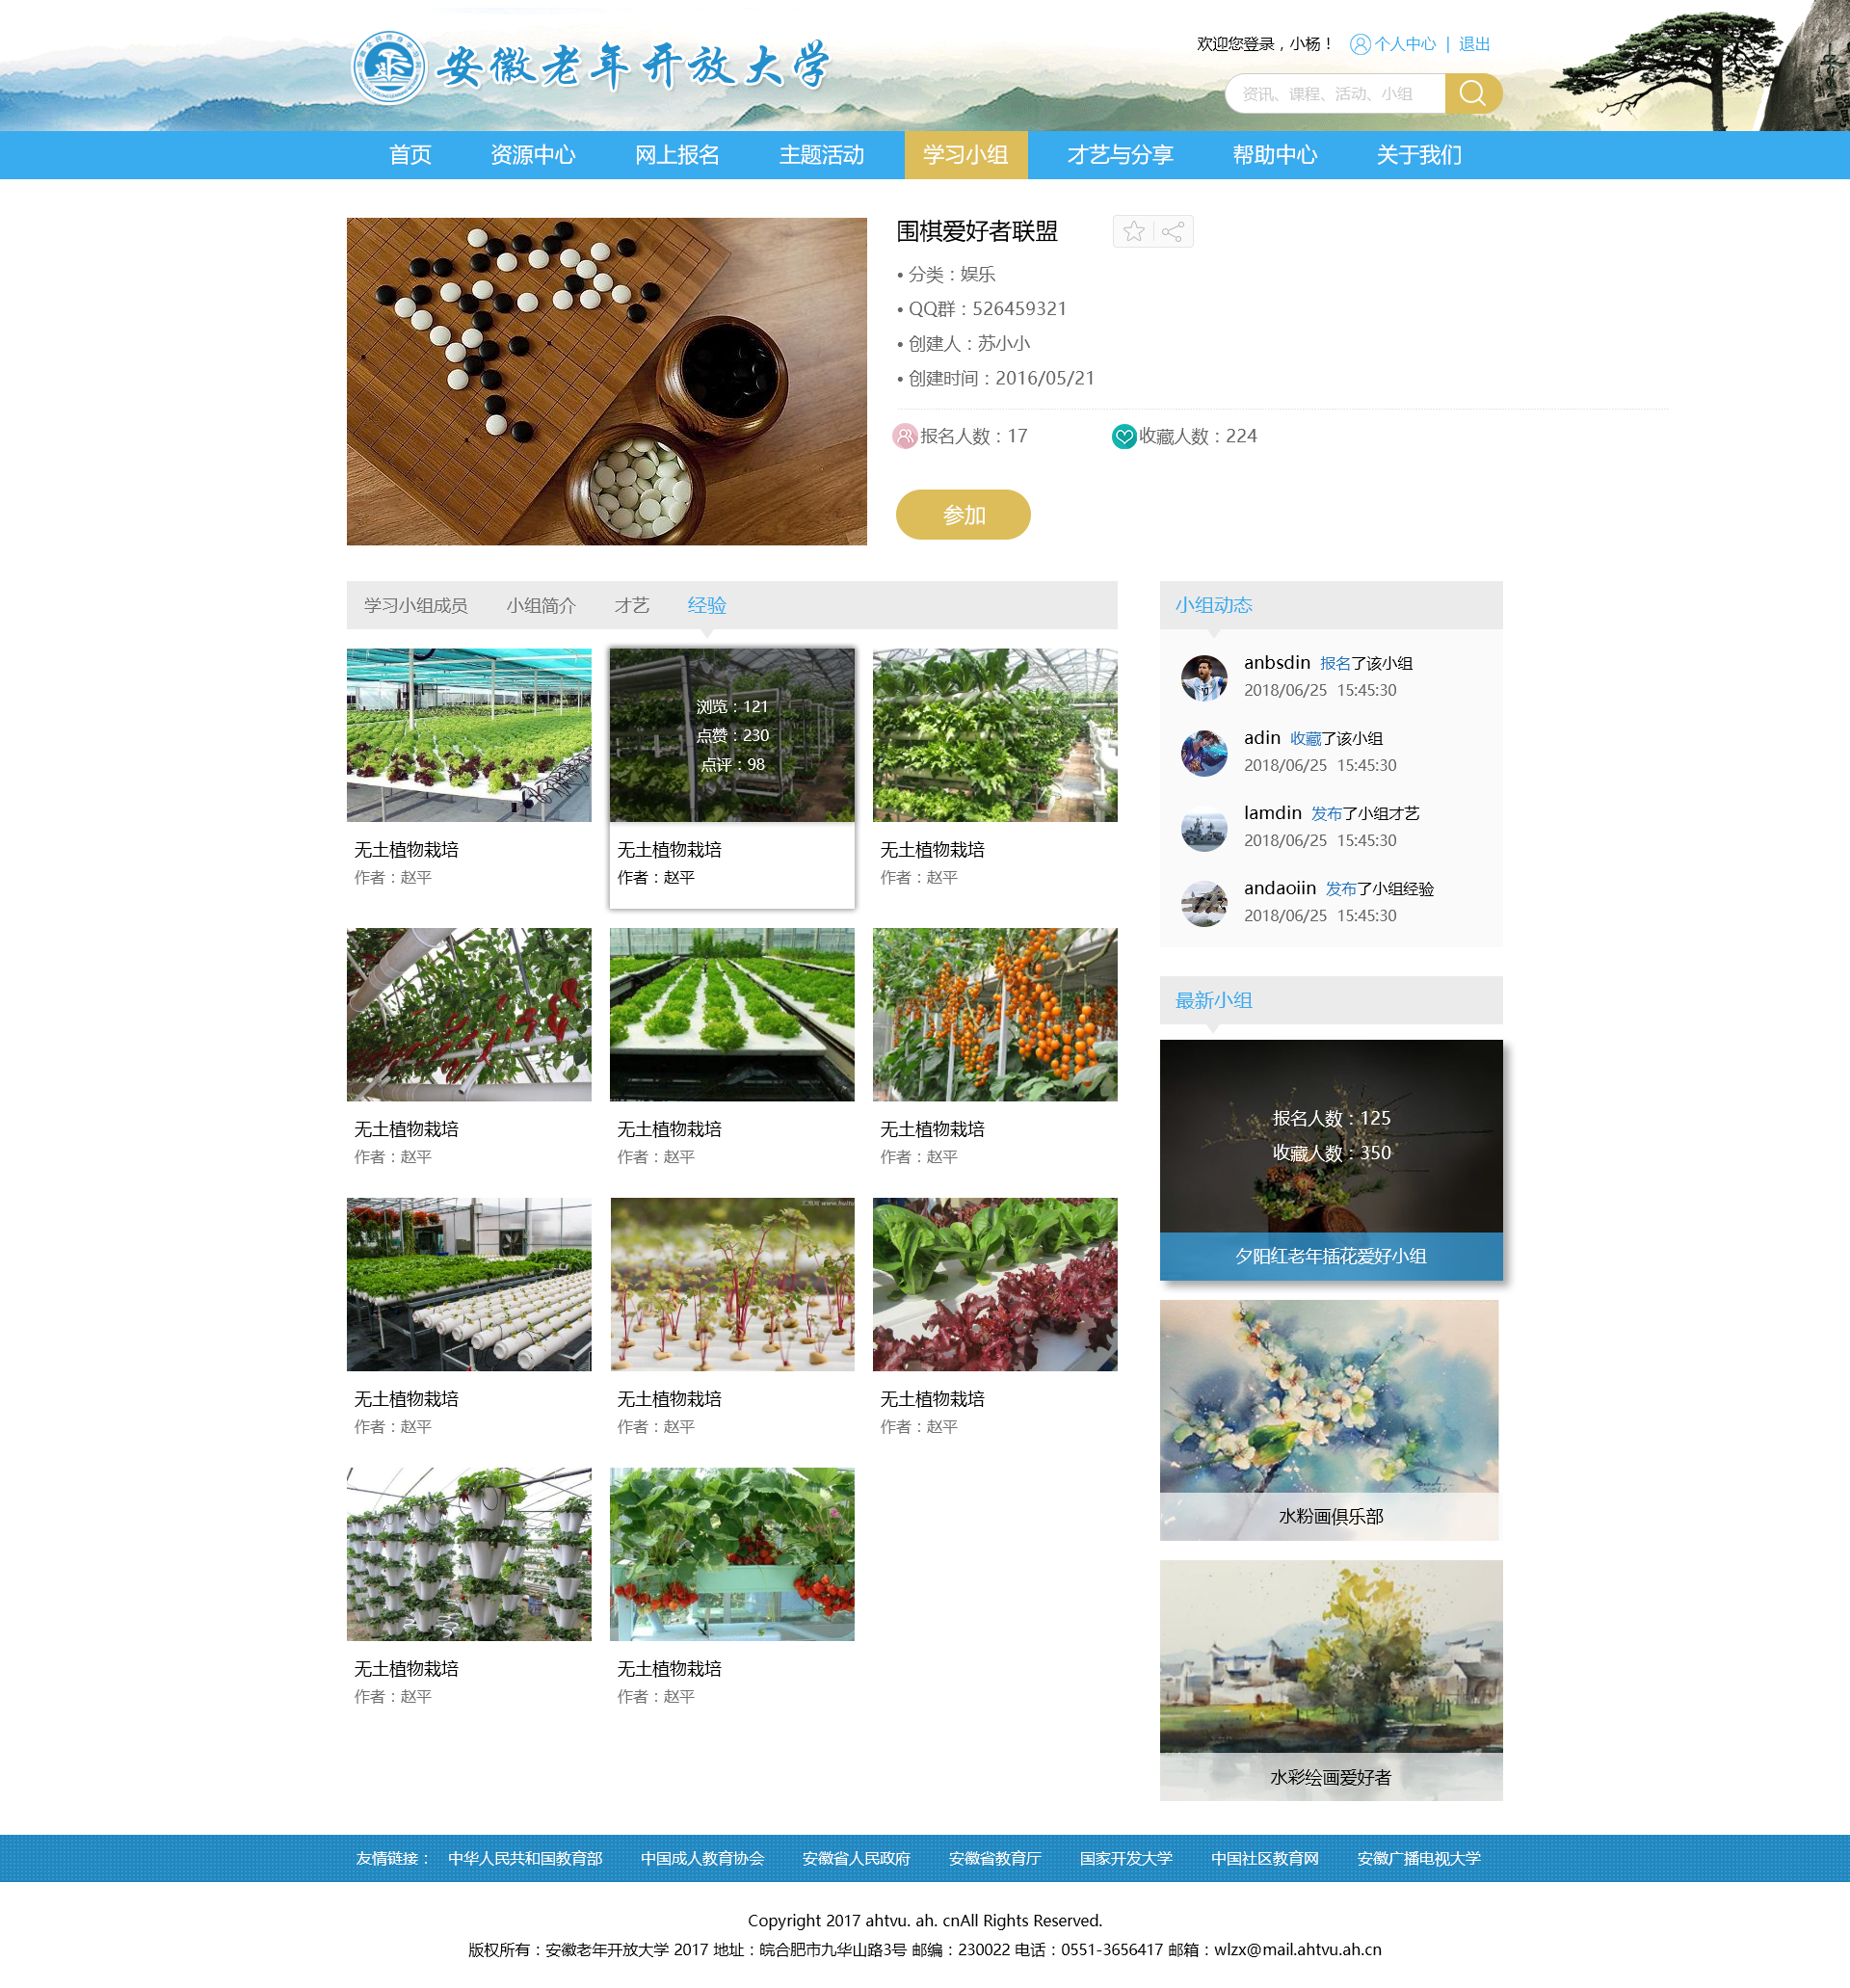 安徽老年开放大学
欢迎您登录，小杨！ 个人中心 | 退出
资讯、课程、活动、小组
首页 资源中心 网上报名 主题活动 学习小组 才艺与分享 帮助中心 关于我们
围棋爱好者联盟
• 分类：娱乐
• QQ群：526459321
• 创建人：苏小小
• 创建时间：2016/05/21
报名人数：17 收藏人数：224
参加
学习小组成员 小组简介 才艺 经验
浏览：121
点赞：230
点评：98
无土植物栽培 无土植物栽培 无土植物栽培
作者：赵平 作者：赵平 作者：赵平
无土植物栽培 无土植物栽培 无土植物栽培
作者：赵平 作者：赵平 作者：赵平
无土植物栽培 无土植物栽培 无土植物栽培
作者：赵平 作者：赵平 作者：赵平
无土植物栽培 无土植物栽培
作者：赵平 作者：赵平
小组动态
anbsdin 报名了该小组
2018/06/25 15:45:30
adin 收藏了该小组
2018/06/25 15:45:30
lamdin 发布了小组才艺
2018/06/25 15:45:30
andaoiin 发布了小组经验
2018/06/25 15:45:30
最新小组
报名人数：125
收藏人数：350
夕阳红老年插花爱好小组
水粉画俱乐部
水彩绘画爱好者
友情链接： 中华人民共和国教育部 中国成人教育协会 安徽省人民政府 安徽省教育厅 国家开发大学 中国社区教育网 安徽广播电视大学
Copyright 2017 ahtvu. ah. cnAll Rights Reserved.
版权所有：安徽老年开放大学 2017 地址：皖合肥市九华山路3号 邮编：230022 电话：0551-3656417 邮箱：wlzx@mail.ahtvu.ah.cn